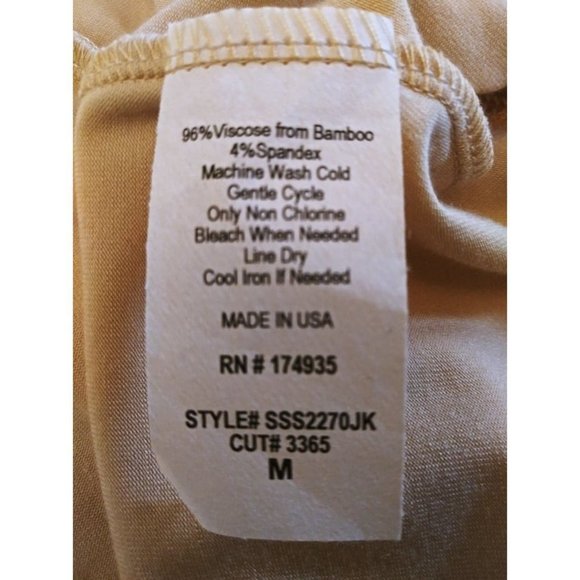 96%Viscose from Bamboo
4%Spandex
Machine Wash Cold
Gentle Cycle
Only Non Chlorine
Bleach When Needed
Line Dry
Cool Iron If Needed
MADE IN USA
RN # 174935
STYLE# SSS2270JK
CUT# 3365
M